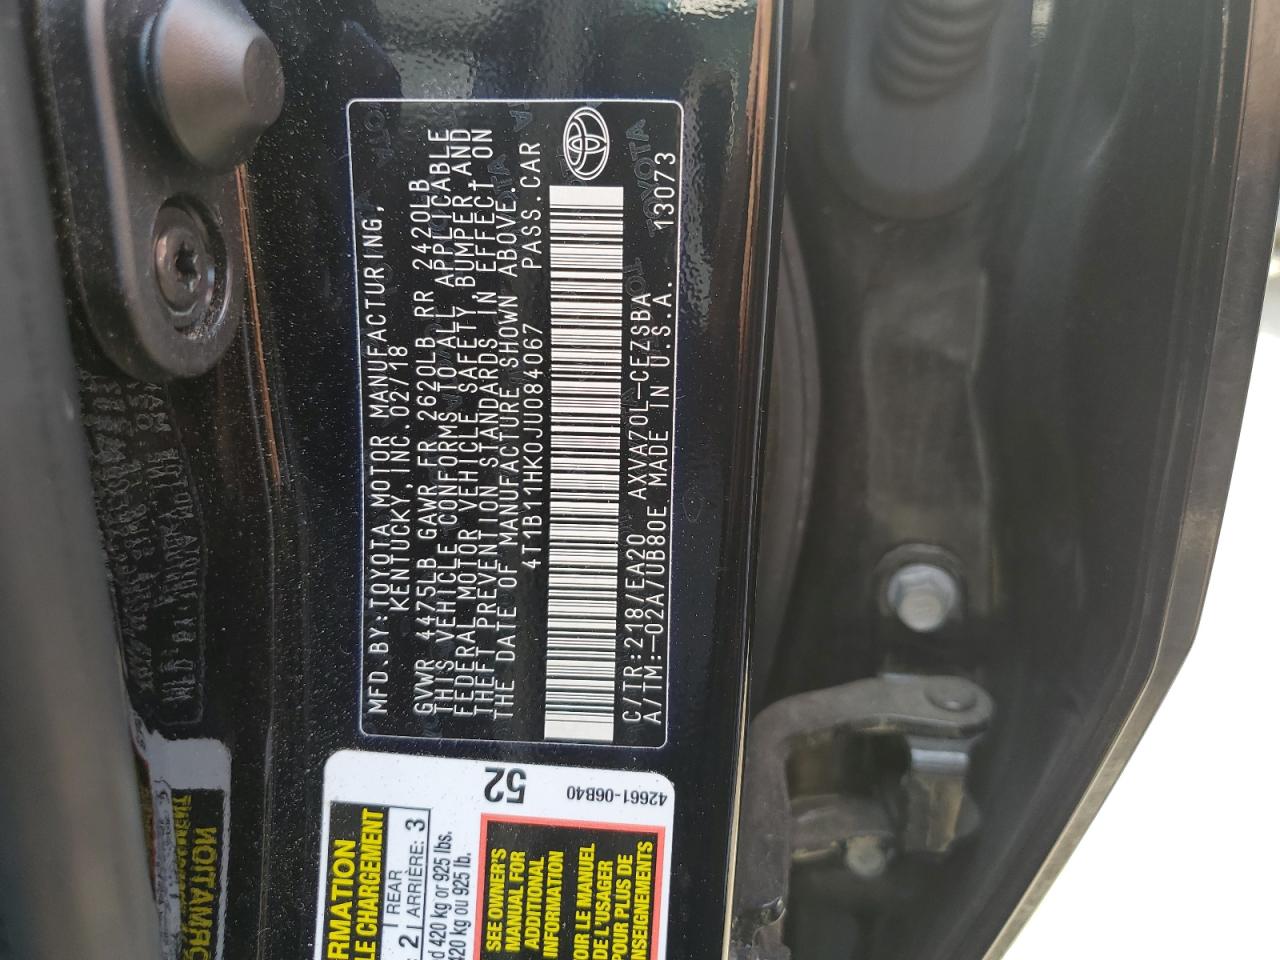 MFD.BY:TOYOTA MOTOR MANUFACTURING,
KENTUCKY,INC. 02/18
GVWR 4475LB GAWR FR 2620LB RR 2420LB
THIS VEHICLE CONFORMS TO ALL APPLICABLE
FEDERAL MOTOR VEHICLE SAFETY, BUMPER, AND
THEFT PREVENTION STANDARDS IN EFFECT ON
THE DATE OF MANUFACTURE SHOWN ABOVE.
4T1B11HK0JU084067 PASS.CAR
C/TR:218/EA20 AXVA70L-CEZSBA
A/TM:-02A/UB80E MADE IN U.S.A. 13073
TOYOTA
52
42661-06B40
RMATION
LE CHARGEMENT
2 REAR
ARRIÈRE: 3
420 kg or 925 lbs.
420 kg ou 925 lb.
SEE OWNER'S
MANUAL FOR
ADDITIONAL
INFORMATION
VOIR LE MANUEL
DE L'USAGER
POUR PLUS DE
NSEIGNEMENTS